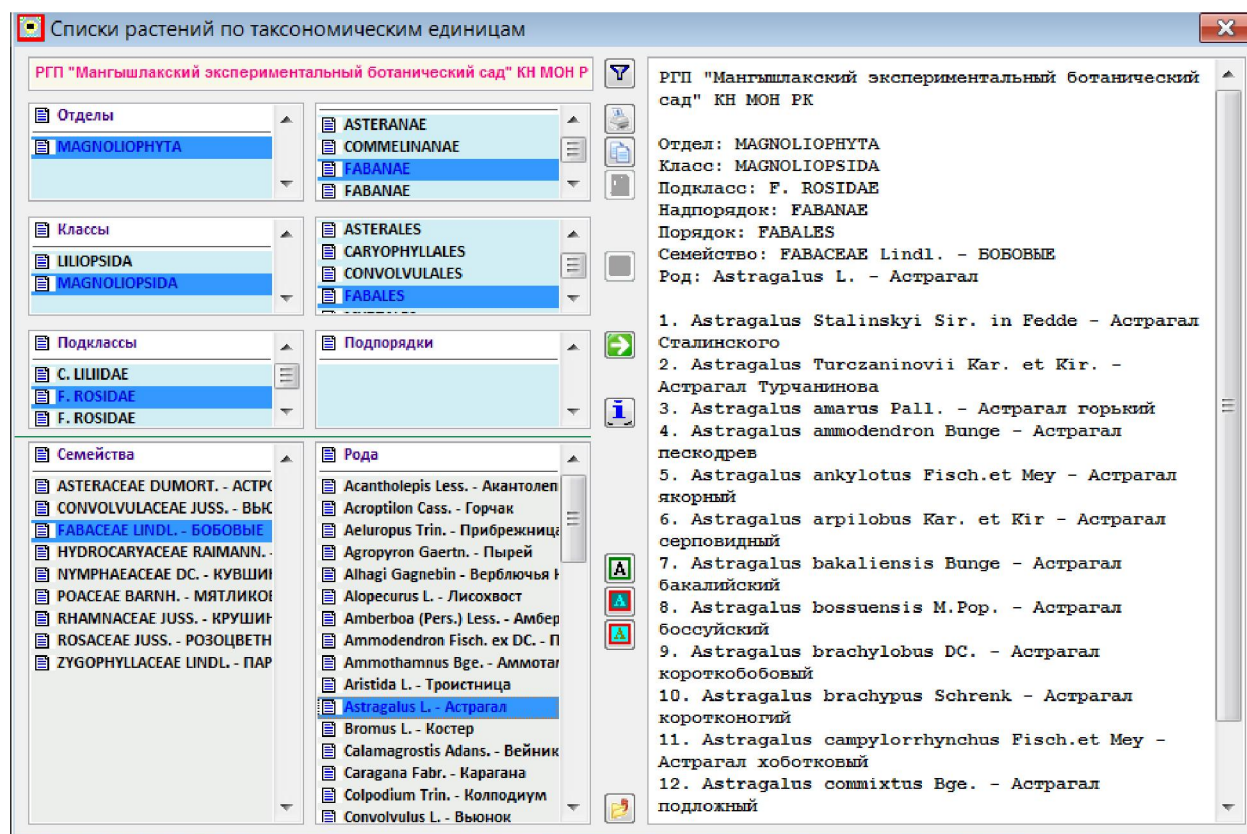 Списки растений по таксономическим единицам
РГП "Мангышлакский экспериментальный ботанический сад" КН МОН Р
Отделы
MAGNOLIOPHYTA
ASTERANAE
COMMELINANAE
FABANAE
FABANAE
Классы
LILIOPSIDA
MAGNOLIOPSIDA
ASTERALES
CARYOPHYLLALES
CONVOLVULALES
FABALES
Подклассы
C. LILIIDAE
F. ROSIDAE
F. ROSIDAE
Подпорядки
Семейства
ASTERACEAE DUMORT. - АСТРО
CONVOLVULACEAE JUSS. - ВЬЮ
FABACEAE LINDL. - БОБОВЫЕ
HYDROCARYACEAE RAIMANN. -
NYMPHAEACEAE DC. - КУВШИН
POACEAE BARNH. - МЯТЛИКОВ
RHAMNACEAE JUSS. - КРУШИН
ROSACEAE JUSS. - РОЗОЦВЕТН
ZYGOPHYLLACEAE LINDL. - ПАР
Рода
Acantholepis Less. - Акантолеп
Acroptilon Cass. - Горчак
Aeluropus Trin. - Прибрежница
Agropyron Gaertn. - Пырей
Alhagi Gagnebin - Верблюжья к
Alopecurus L. - Лисохвост
Amberboa (Pers.) Less. - Амбер
Ammodendron Fisch. ex DC. - П
Ammothamnus Bge. - Аммотам
Aristida L. - Троистница
Astragalus L. - Астрагал
Bromus L. - Костер
Calamagrostis Adans. - Вейник
Caragana Fabr. - Карагана
Colpodium Trin. - Колподиум
Convolvulus L. - Вьюнок
РГП "Мангышлакский экспериментальный ботанический
сад" КН МОН РК
Отдел: MAGNOLIOPHYTA
Класс: MAGNOLIOPSIDA
Подкласс: F. ROSIDAE
Надпорядок: FABANAE
Порядок: FABALES
Семейство: FABACEAE Lindl. - БОБОВЫЕ
Род: Astragalus L. - Астрагал
1. Astragalus Stalinskyi Sir. in Fedde - Астрагал
Сталинского
2. Astragalus Turczaninovii Kar. et Kir. -
Астрагал Турчанинова
3. Astragalus amarus Pall. - Астрагал горький
4. Astragalus ammodendron Bunge - Астрагал
пескодрев
5. Astragalus ankylotus Fisch.et Mey - Астрагал
якорный
6. Astragalus arpilobus Kar. et Kir - Астрагал
серповидный
7. Astragalus bakaliensis Bunge - Астрагал
бакалийский
8. Astragalus bossuensis M.Pop. - Астрагал
боссуйский
9. Astragalus brachylobus DC. - Астрагал
коротко­бобовый
10. Astragalus brachypus Schrenk - Астрагал
коротконогий
11. Astragalus campylorrhynchus Fisch.et Mey -
Астрагал хоботковый
12. Astragalus commixtus Bge. - Астрагал
подложный